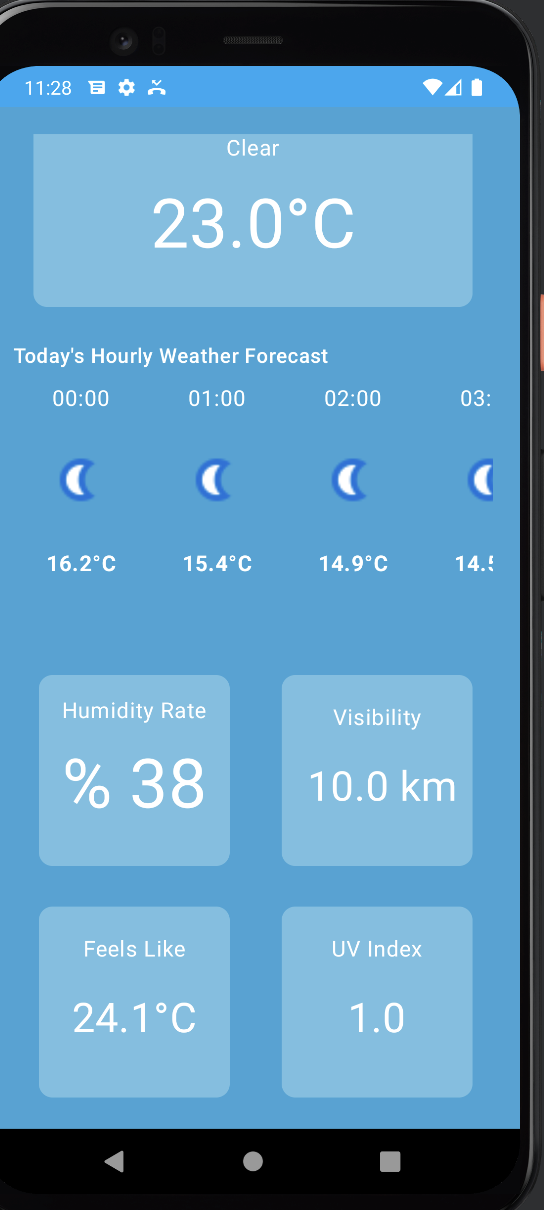 11:28
Clear
23.0°C
Today's Hourly Weather Forecast
00:00 01:00 02:00 03:
16.2°C 15.4°C 14.9°C 14.5
Humidity Rate
% 38
Visibility
10.0 km
Feels Like
24.1°C
UV Index
1.0